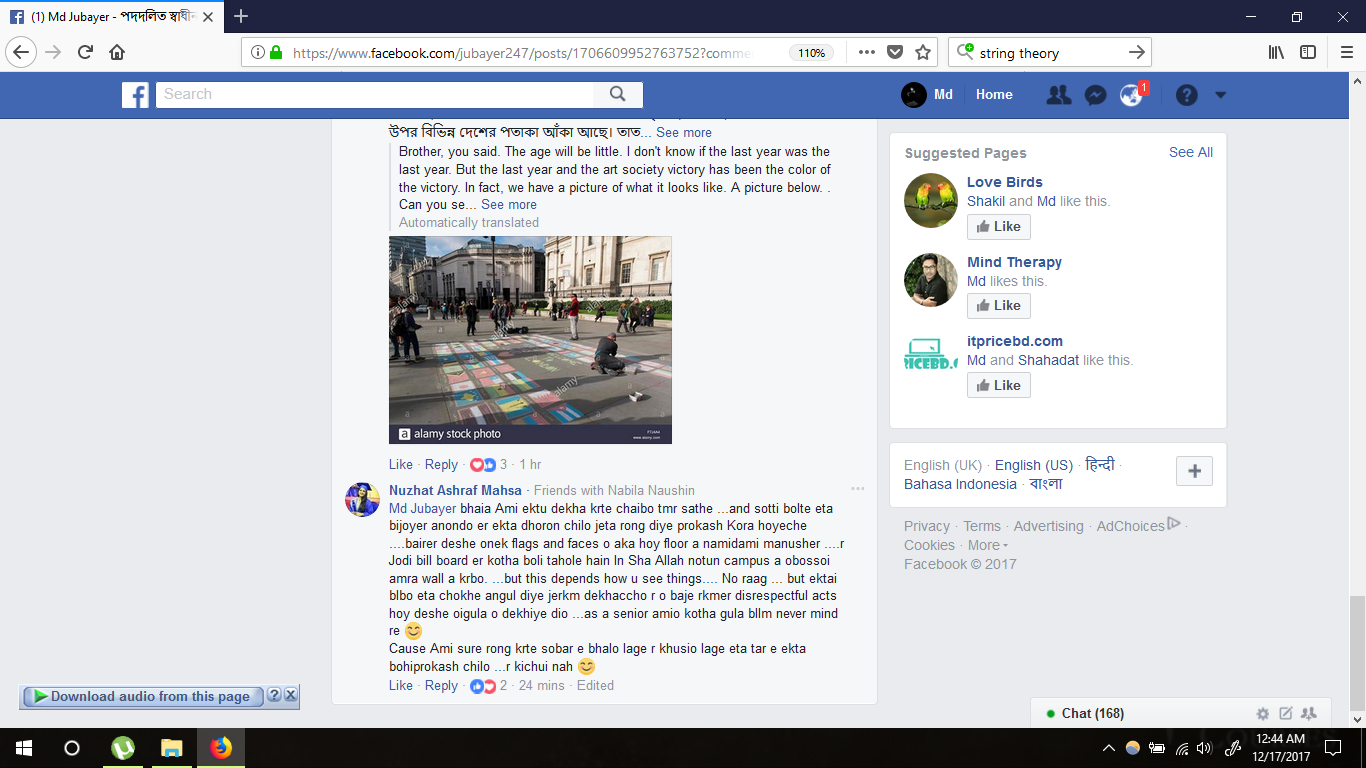 (1) Md Jubayer - পদদলিত স্বাধীন
https://www.facebook.com/jubayer247/posts/1706609952763752?comme
110%
string theory
Search
Md
Home
1
উপর বিভিন্ন দেশের পতাকা আঁকা আছে। তাত... See more
Brother, you said. The age will be little. I don't know if the last year was the
last year. But the last year and the art society victory has been the color of
the victory. In fact, we have a picture of what it looks like. A picture below. .
Can you se... See more
Automatically translated
alamy
alamy
alamy
a alamy stock photo
www.alamy.com
Like · Reply · 3 · 1 hr
Nuzhat Ashraf Mahsa · Friends with Nabila Naushin
Md Jubayer bhaia Ami ektu dekha krte chaibo tmr sathe ...and sotti bolte eta
bijoyer anondo er ekta dhoron chilo jeta rong diye prokash Kora hoyeche
....bairer deshe onek flags and faces o aka hoy floor a namidami manusher ....r
Jodi bill board er kotha boli tahole hain In Sha Allah notun campus a obossoi
amra wall a krbo. ...but this depends how u see things.... No raag ... but ektai
blbo eta chokhe angul diye jerkm dekhaccho r o baje rkmer disrespectful acts
hoy deshe oigula o dekhiye dio ...as a senior amio kotha gula bllm never mind
re 😊
Cause Ami sure rong krte sobar e bhalo lage r khusio lage eta tar e ekta
bohiprokash chilo ...r kichui nah 😊
Like · Reply · 2 · 24 mins · Edited
Suggested Pages
See All
Love Birds
Shakil and Md like this.
Like
Mind Therapy
Md likes this.
Like
RICEBD.C
itpricebd.com
Md and Shahadat like this.
Like
English (UK) · English (US) · हिन्दी ·
Bahasa Indonesia · বাংলা
Privacy · Terms · Advertising · AdChoices ·
Cookies · More
Facebook © 2017
Download audio from this page
? X
Chat (168)
12:44 AM
12/17/2017